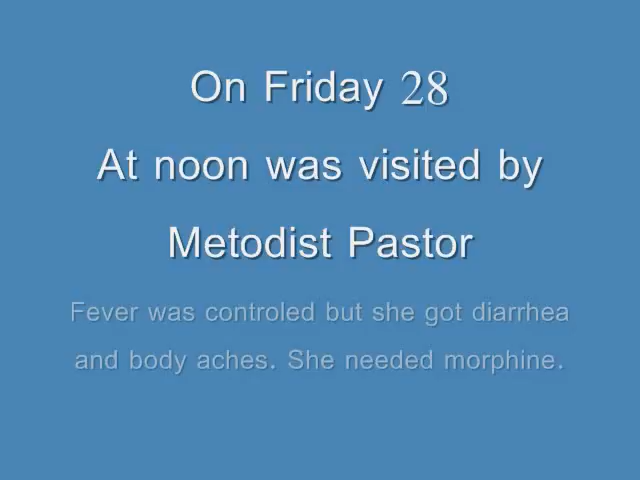 On Friday 28
At noon was visited by
Metodist Pastor
Fever was controled but she got diarrhea
and body aches. She needed morphine.